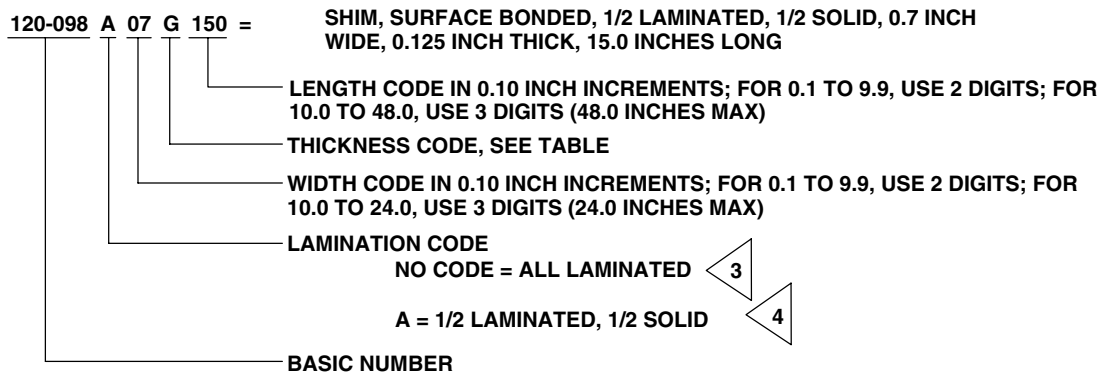 120-098 A 07 G 150 = SHIM, SURFACE BONDED, 1/2 LAMINATED, 1/2 SOLID, 0.7 INCH
WIDE, 0.125 INCH THICK, 15.0 INCHES LONG
LENGTH CODE IN 0.10 INCH INCREMENTS; FOR 0.1 TO 9.9, USE 2 DIGITS; FOR
10.0 TO 48.0, USE 3 DIGITS (48.0 INCHES MAX)
THICKNESS CODE, SEE TABLE
WIDTH CODE IN 0.10 INCH INCREMENTS; FOR 0.1 TO 9.9, USE 2 DIGITS; FOR
10.0 TO 24.0, USE 3 DIGITS (24.0 INCHES MAX)
LAMINATION CODE
NO CODE = ALL LAMINATED 3
A = 1/2 LAMINATED, 1/2 SOLID 4
BASIC NUMBER